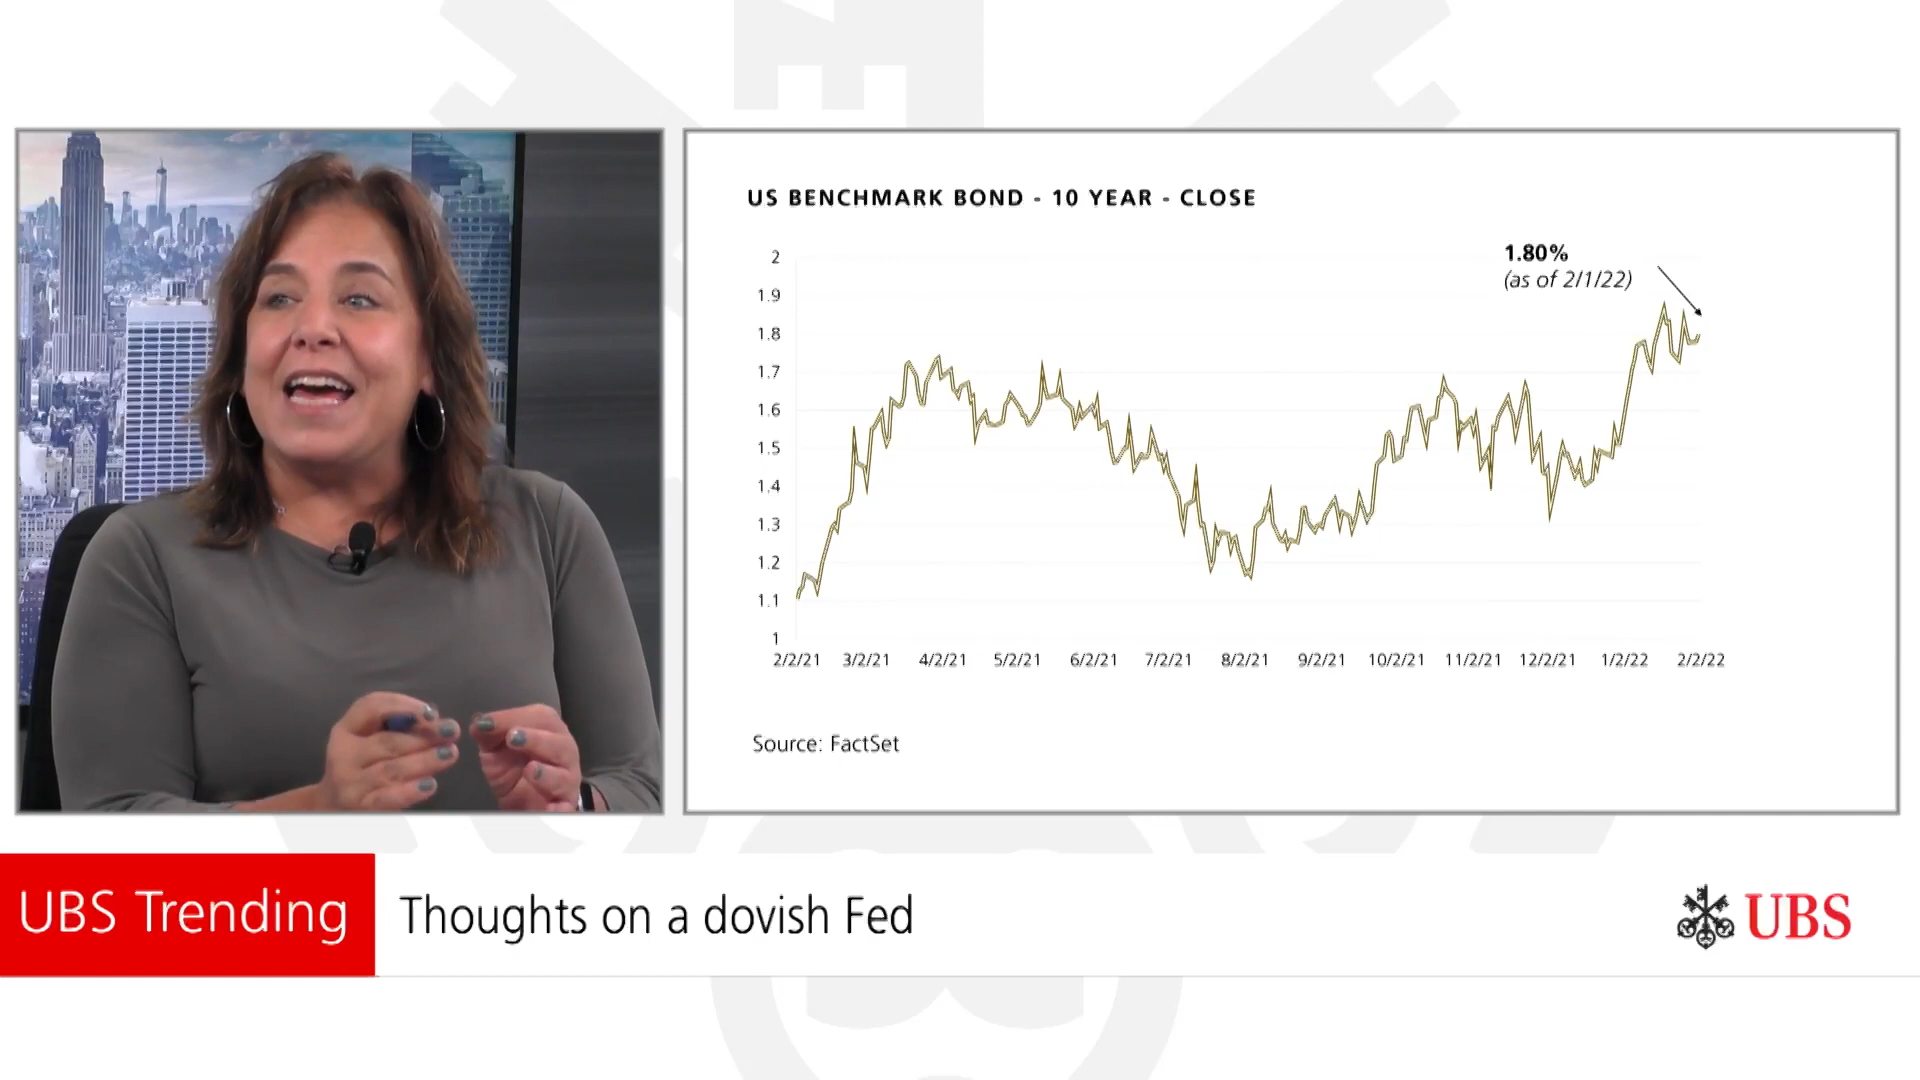 US BENCHMARK BOND - 10 YEAR - CLOSE
1.80%
(as of 2/1/22)
2
1.9
1.8
1.7
1.6
1.5
1.4
1.3
1.2
1.1
1
2/2/21 3/2/21 4/2/21 5/2/21 6/2/21 7/2/21 8/2/21 9/2/21 10/2/21 11/2/21 12/2/21 1/2/22 2/2/22
Source: FactSet
UBS Trending
Thoughts on a dovish Fed
UBS